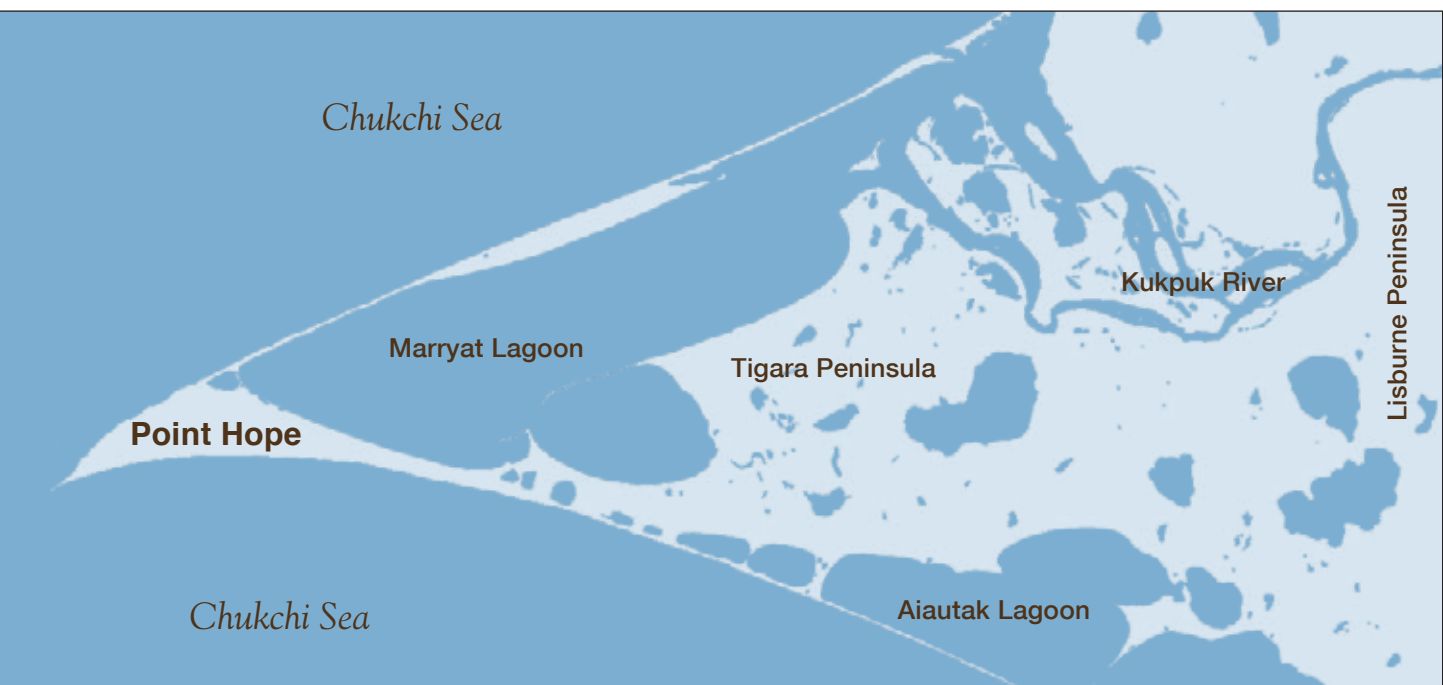 Chukchi Sea
Lisburne Peninsula
Kukpuk River
Marryat Lagoon
Tigara Peninsula
Point Hope
Chukchi Sea
Aiautak Lagoon